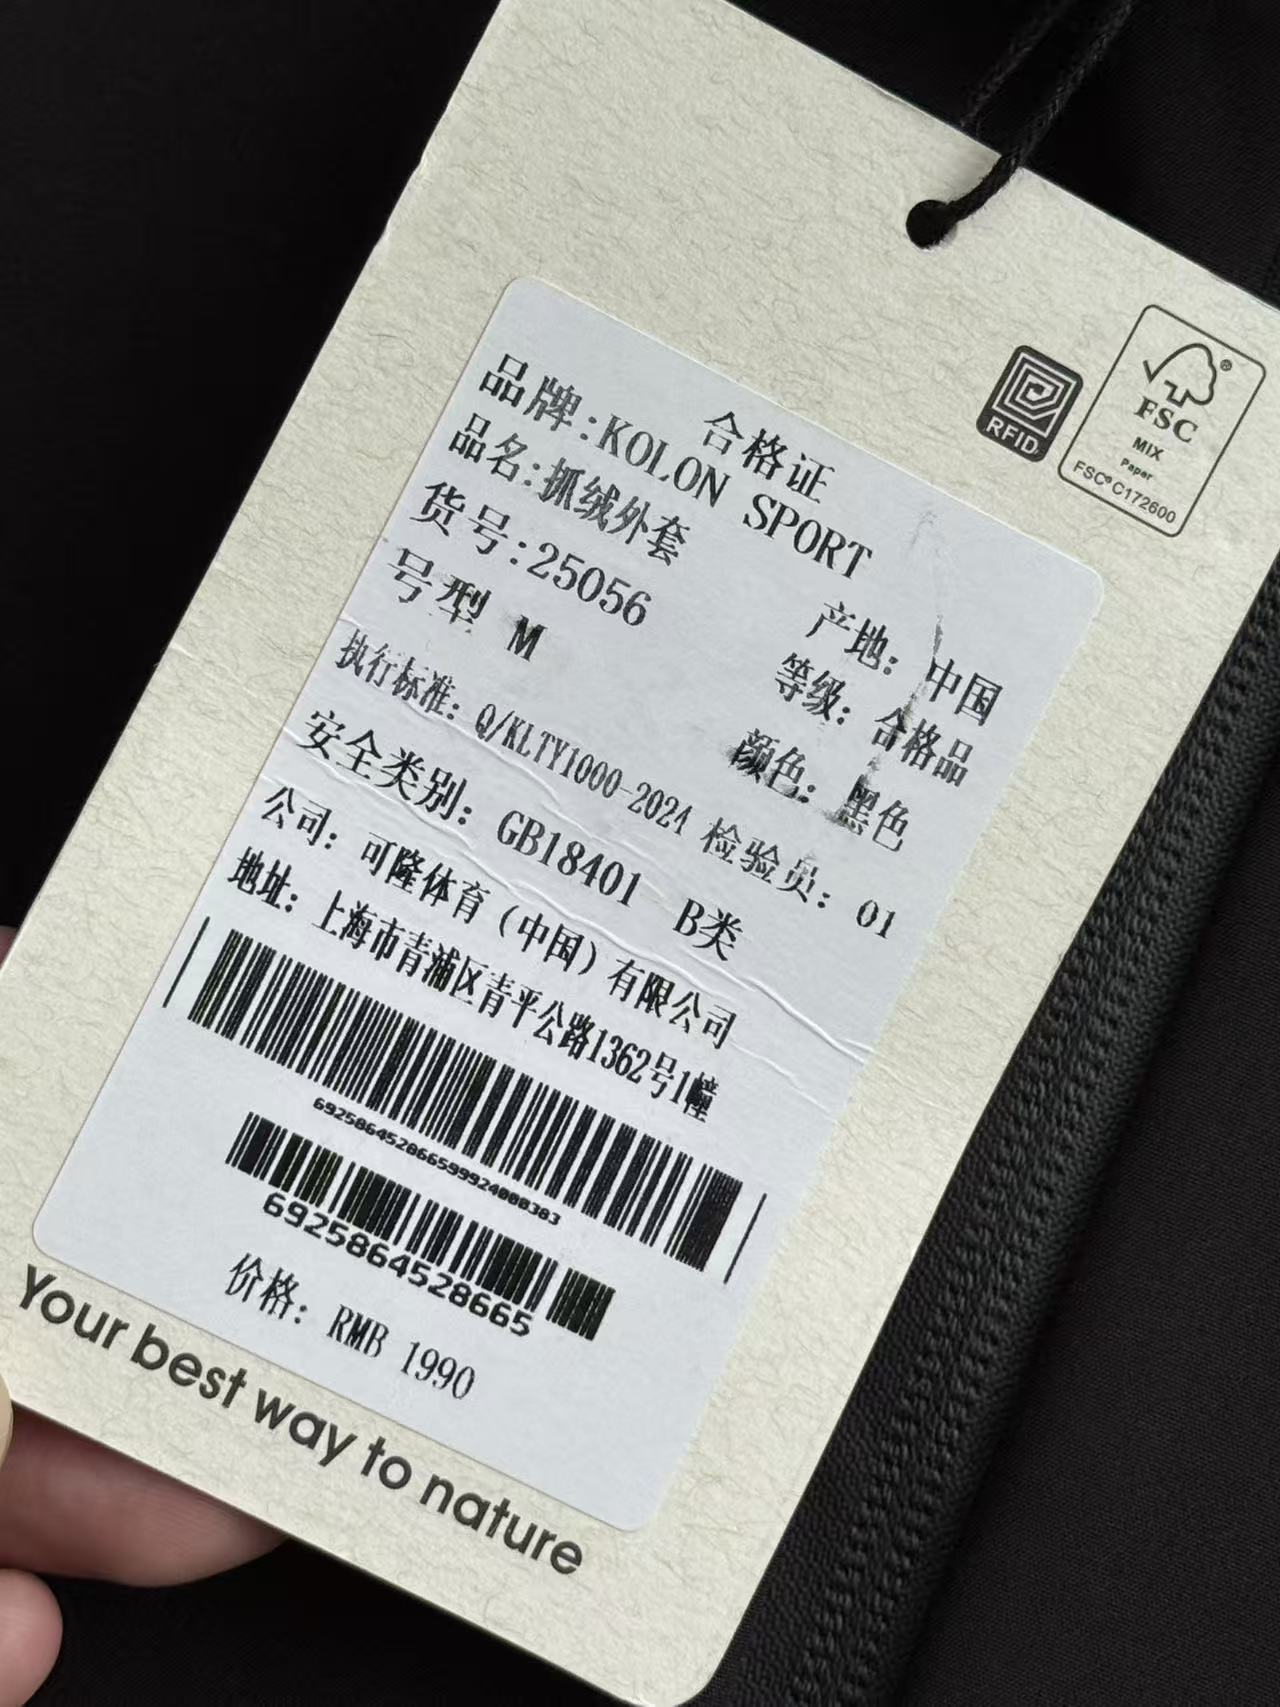 RFID
FSC
MIX
Paper
FSC® C172600
合格证
品牌:KOLON SPORT
品名:抓绒外套
货号:25056
产地: 中国
号型 M
等级: 合格品
颜色: 黑色
执行标准: Q/KLTY1000-2024 检验员: 01
安全类别: GB18401 B类
公司: 可隆体育（中国）有限公司
地址: 上海市青浦区青平公路1362号1幢
692586452866599924000383
6925864528665
价格: RMB 1990
Your best way to nature